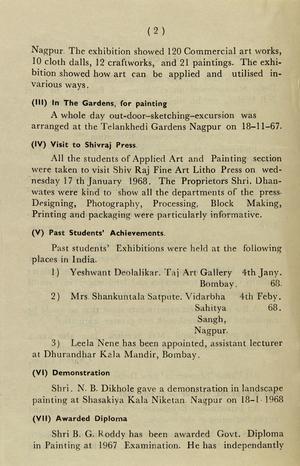 ( 2 )
Nagpur. The exhibition showed 120 Commercial art works,
10 cloth dalls, 12 craftworks, and 21 paintings. The exhi-
bition showed how art can be applied and utilised in-
various ways.
(III) In The Gardens, for painting
A whole day out-door-sketching-excursion was
arranged at the Telankhedi Gardens Nagpur on 18-11-67.
(IV) Visit to Shivraj Press.
All the students of Applied Art and Painting section
were taken to visit Shiv Raj Fine Art Litho Press on wed-
nesday 17 th January 1968. The Proprietors Shri. Dhan-
wates were kind to show all the departments of the press.
Designing, Photography, Processing, Block Making,
Printing and packaging were particularly informative.
(V) Past Students' Achievements.
Past students' Exhibitions were held at the following
places in India.
1) Yeshwant Deolalikar. Taj Art Gallery 4th Jany.
Bombay. 68.
2) Mrs. Shankuntala Satpute. Vidarbha 4th Feby.
Sahitya 68.
Sangh,
Nagpur.
3) Leela Nene has been appointed, assistant lecturer
at Dhurandhar Kala Mandir, Bombay.
(VI) Demonstration
Shri. N. B. Dikhole gave a demonstration in landscape
painting at Shasakiya Kala Niketan Nagpur on 18-1-1968
(VII) Awarded Diploma
Shri B. G. Roddy has been awarded Govt. Diploma
in Painting at 1967 Examination. He has independantly